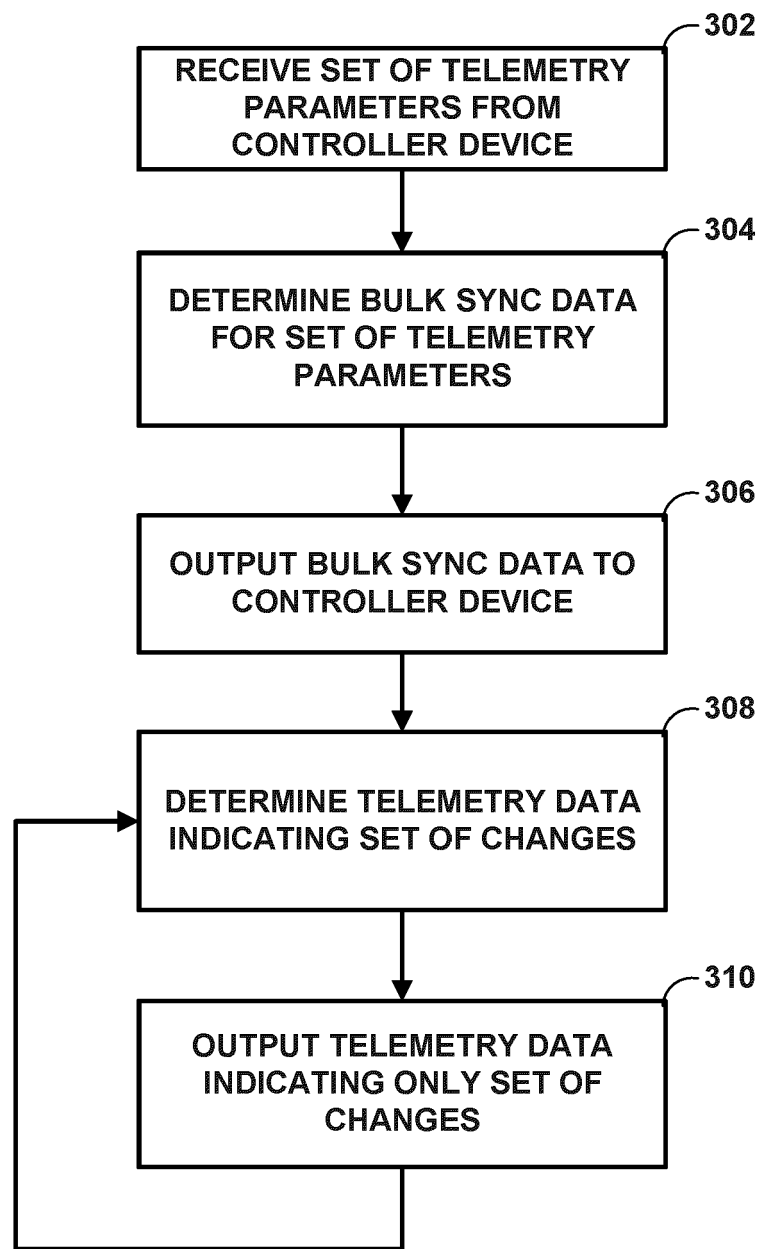 302
RECEIVE SET OF TELEMETRY
PARAMETERS FROM
CONTROLLER DEVICE
304
DETERMINE BULK SYNC DATA
FOR SET OF TELEMETRY
PARAMETERS
306
OUTPUT BULK SYNC DATA TO
CONTROLLER DEVICE
308
DETERMINE TELEMETRY DATA
INDICATING SET OF CHANGES
310
OUTPUT TELEMETRY DATA
INDICATING ONLY SET OF
CHANGES